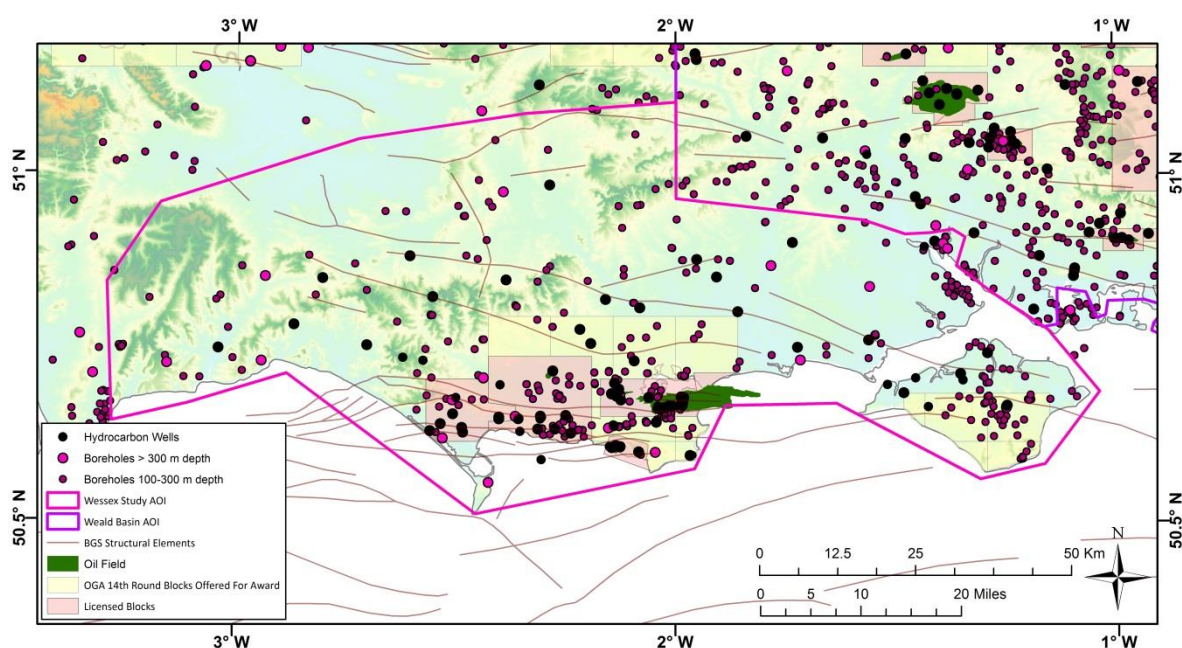 3° W
2° W
1° W
51° N
51° N
Hydrocarbon Wells
Boreholes > 300 m depth
Boreholes 100-300 m depth
Wessex Study AOI
Weald Basin AOI
BGS Structural Elements
Oil Field
OGA 14th Round Blocks Offered For Award
Licensed Blocks
50.5° N
50.5° N
N
0 12.5 25 50 Km
0 5 10 20 Miles
3° W
2° W
1° W